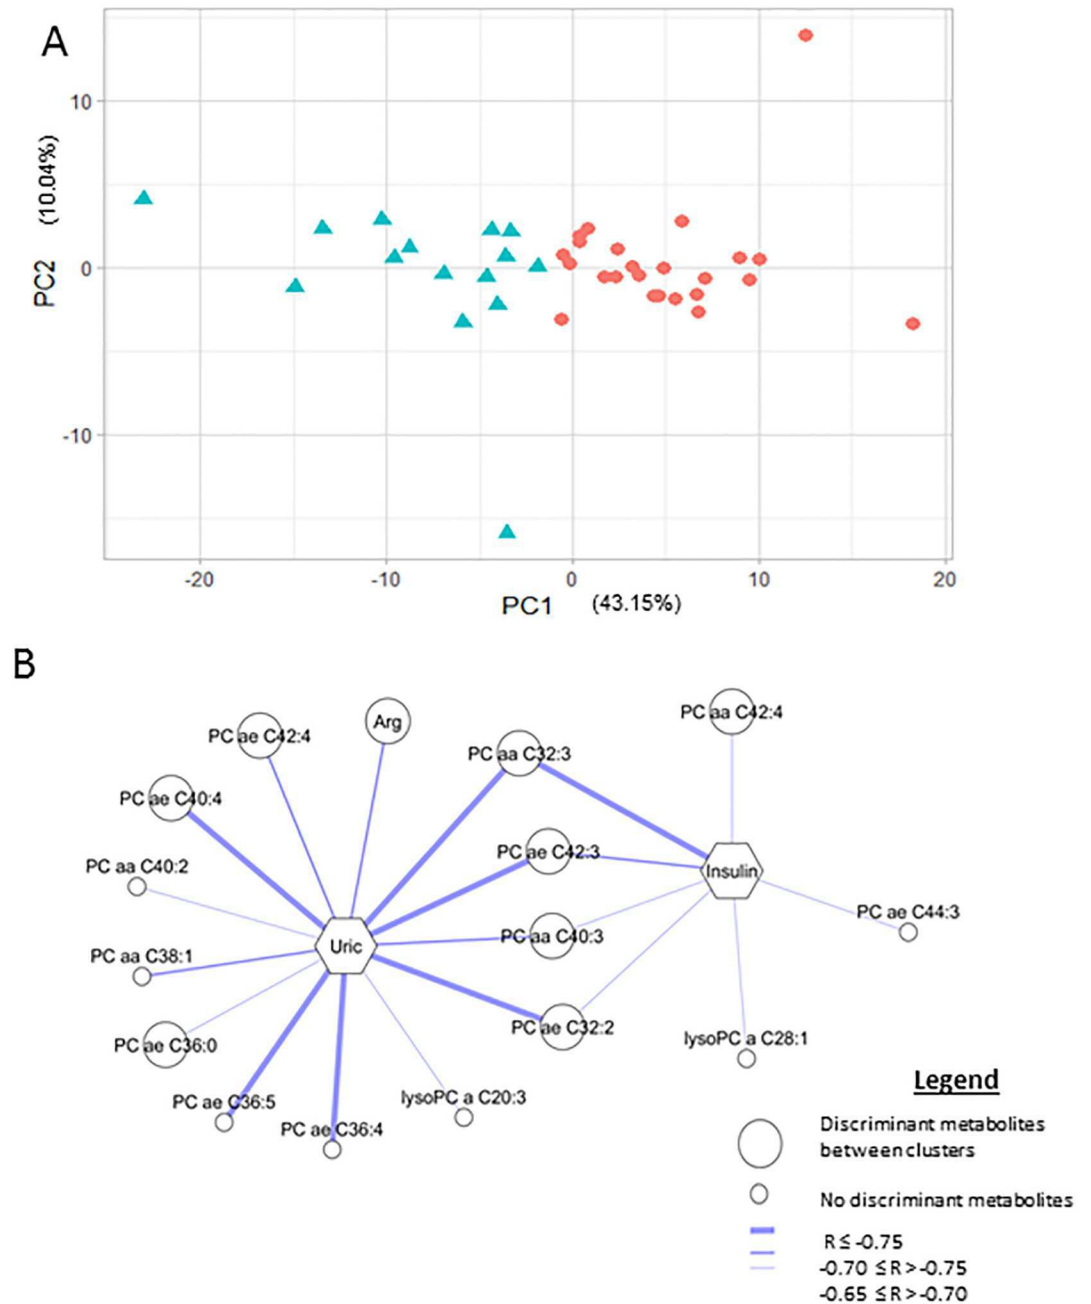 A
10
0
-10
PC2 (10.04%)
-20 -10 0 10 20
PC1 (43.15%)
B
PC ae C42:4
Arg
PC aa C32:3
PC aa C42:4
PC ae C40:4
PC ae C42:3
PC aa C40:2
Insulin
PC ae C44:3
PC aa C40:3
Uric
PC aa C38:1
PC ae C32:2
PC ae C36:0
lysoPC a C28:1
PC ae C36:5
lysoPC a C20:3
PC ae C36:4
Legend
Discriminant metabolites
between clusters
No discriminant metabolites
R ≤ -0.75
-0.70 ≤ R > -0.75
-0.65 ≤ R > -0.70